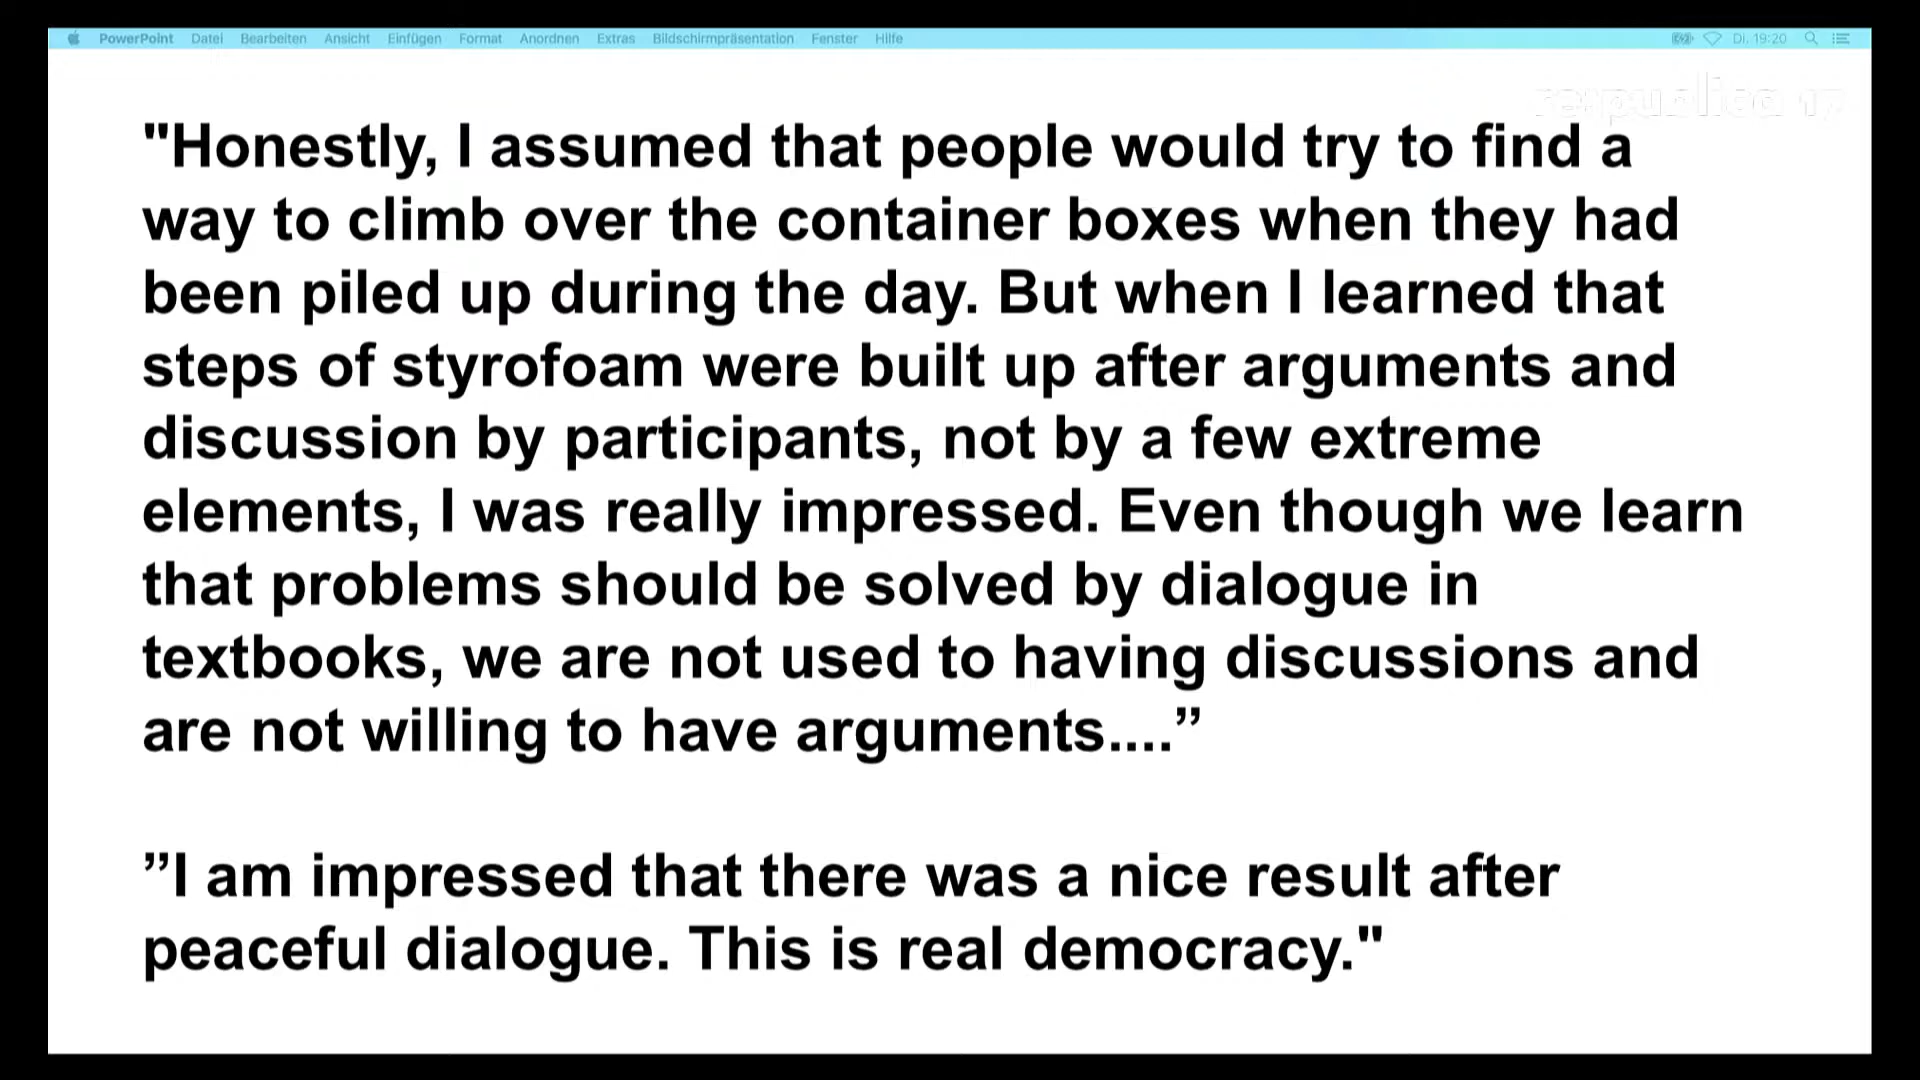 PowerPoint Datei Bearbeiten Ansicht Einfügen Format Anordnen Extras Bildschirmpräsentation Fenster Hilfe Di. 19:20
re:publica 17
"Honestly, I assumed that people would try to find a
way to climb over the container boxes when they had
been piled up during the day. But when I learned that
steps of styrofoam were built up after arguments and
discussion by participants, not by a few extreme
elements, I was really impressed. Even though we learn
that problems should be solved by dialogue in
textbooks, we are not used to having discussions and
are not willing to have arguments....”
”I am impressed that there was a nice result after
peaceful dialogue. This is real democracy."